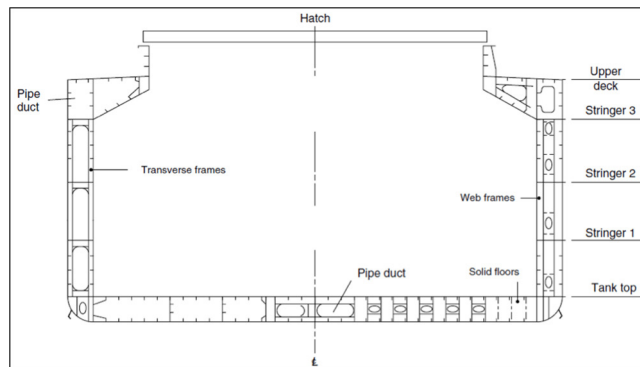 Hatch
Upper
deck
Pipe
duct
Stringer 3
Transverse frames
Stringer 2
Web frames
Stringer 1
Pipe duct
Solid floors
Tank top
℄